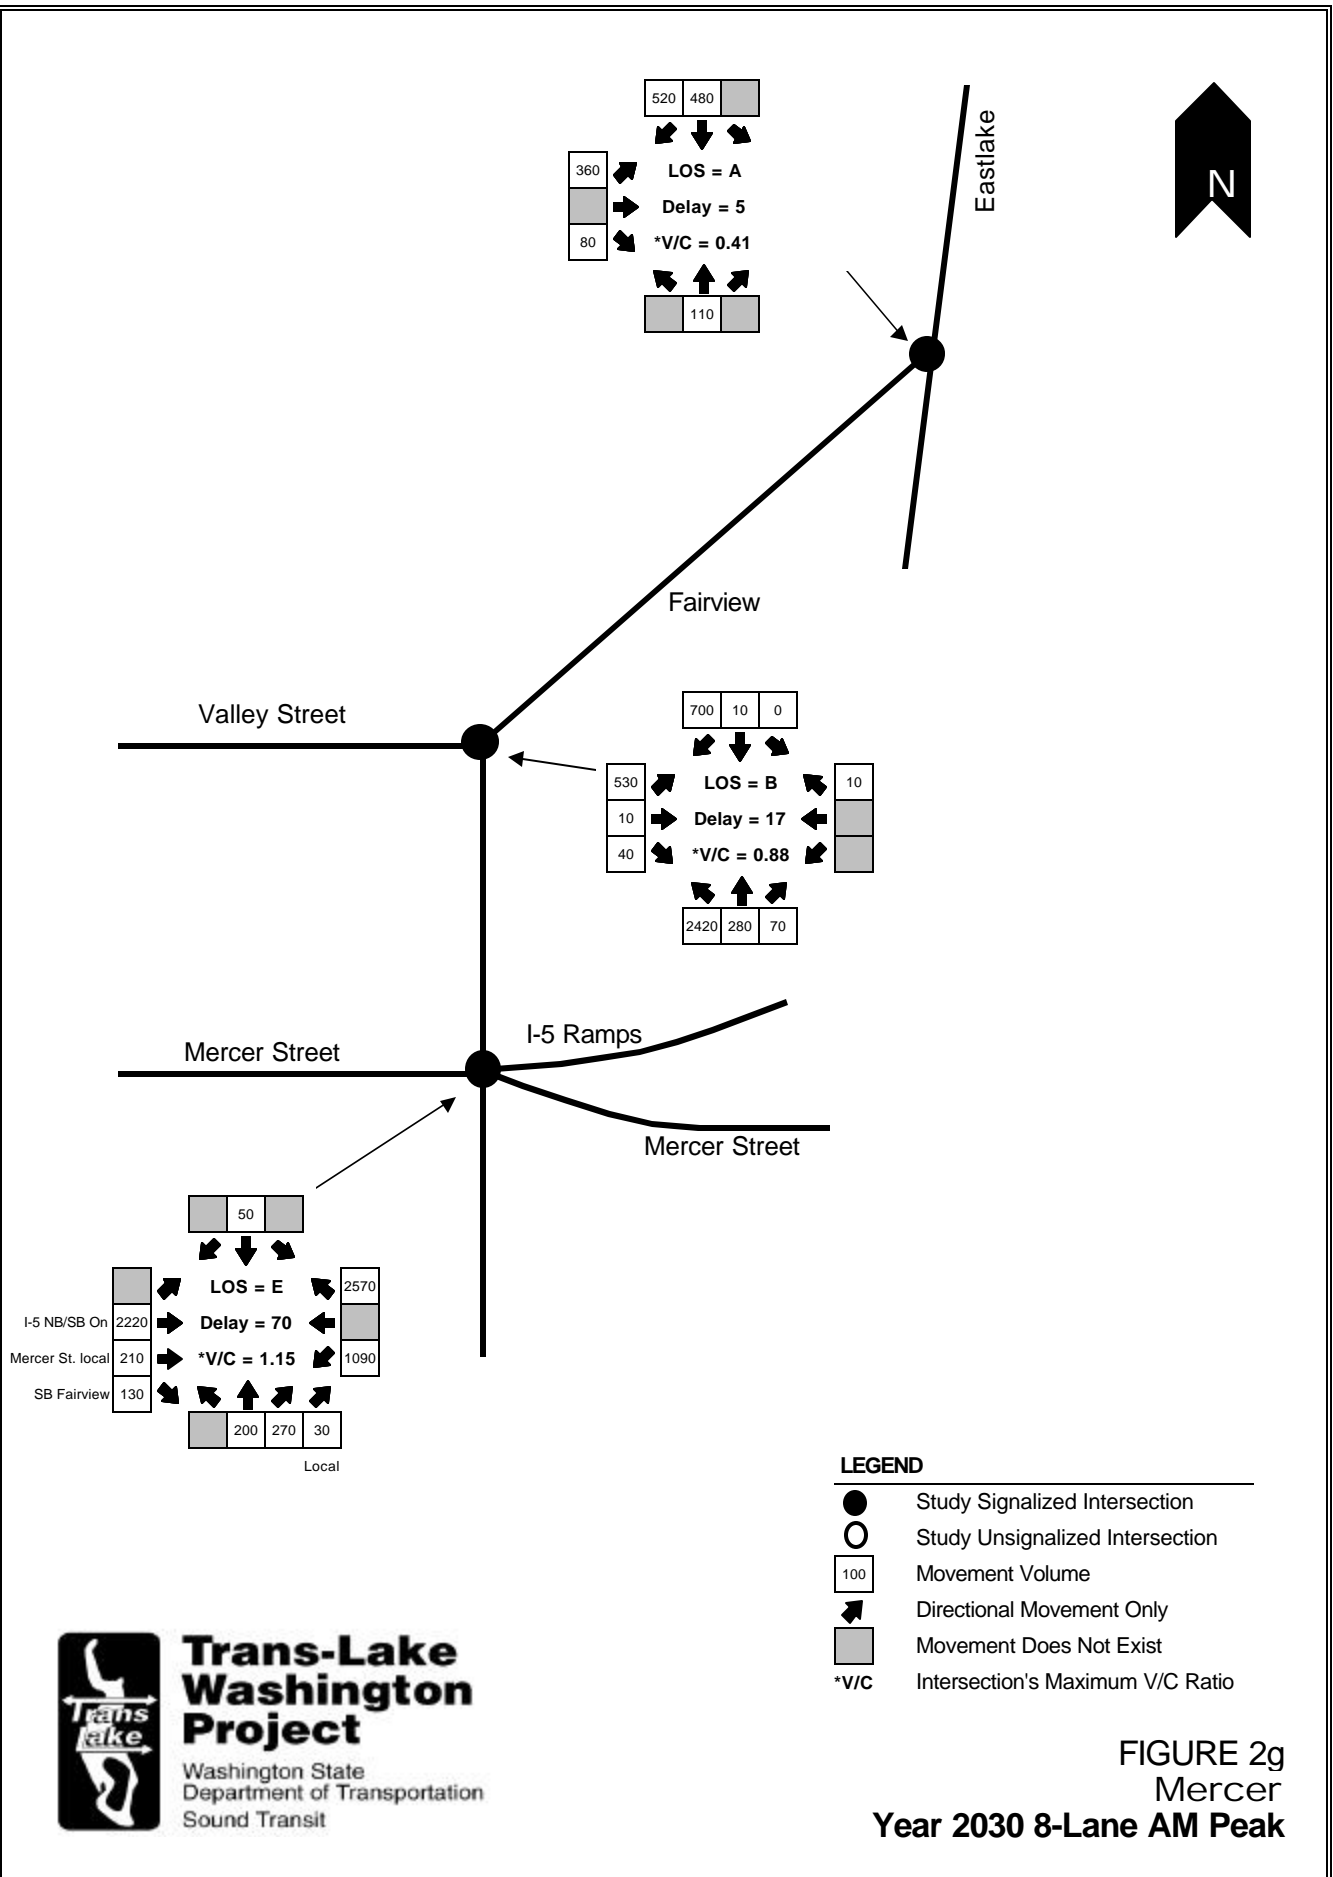 520 480
360
80
LOS = A
Delay = 5
*V/C = 0.41
110
Eastlake
N
Fairview
Valley Street
700 10 0
530
10
40
LOS = B
Delay = 17
*V/C = 0.88
10
2420 280 70
I-5 Ramps
Mercer Street
Mercer Street
50
LOS = E
Delay = 70
*V/C = 1.15
2570
1090
I-5 NB/SB On 2220
Mercer St. local 210
SB Fairview 130
200 270 30
Local
LEGEND
Study Signalized Intersection
Study Unsignalized Intersection
100 Movement Volume
Directional Movement Only
Movement Does Not Exist
*V/C Intersection's Maximum V/C Ratio
Trans
Lake
Trans-Lake
Washington
Project
Washington State
Department of Transportation
Sound Transit
FIGURE 2g
Mercer
Year 2030 8-Lane AM Peak